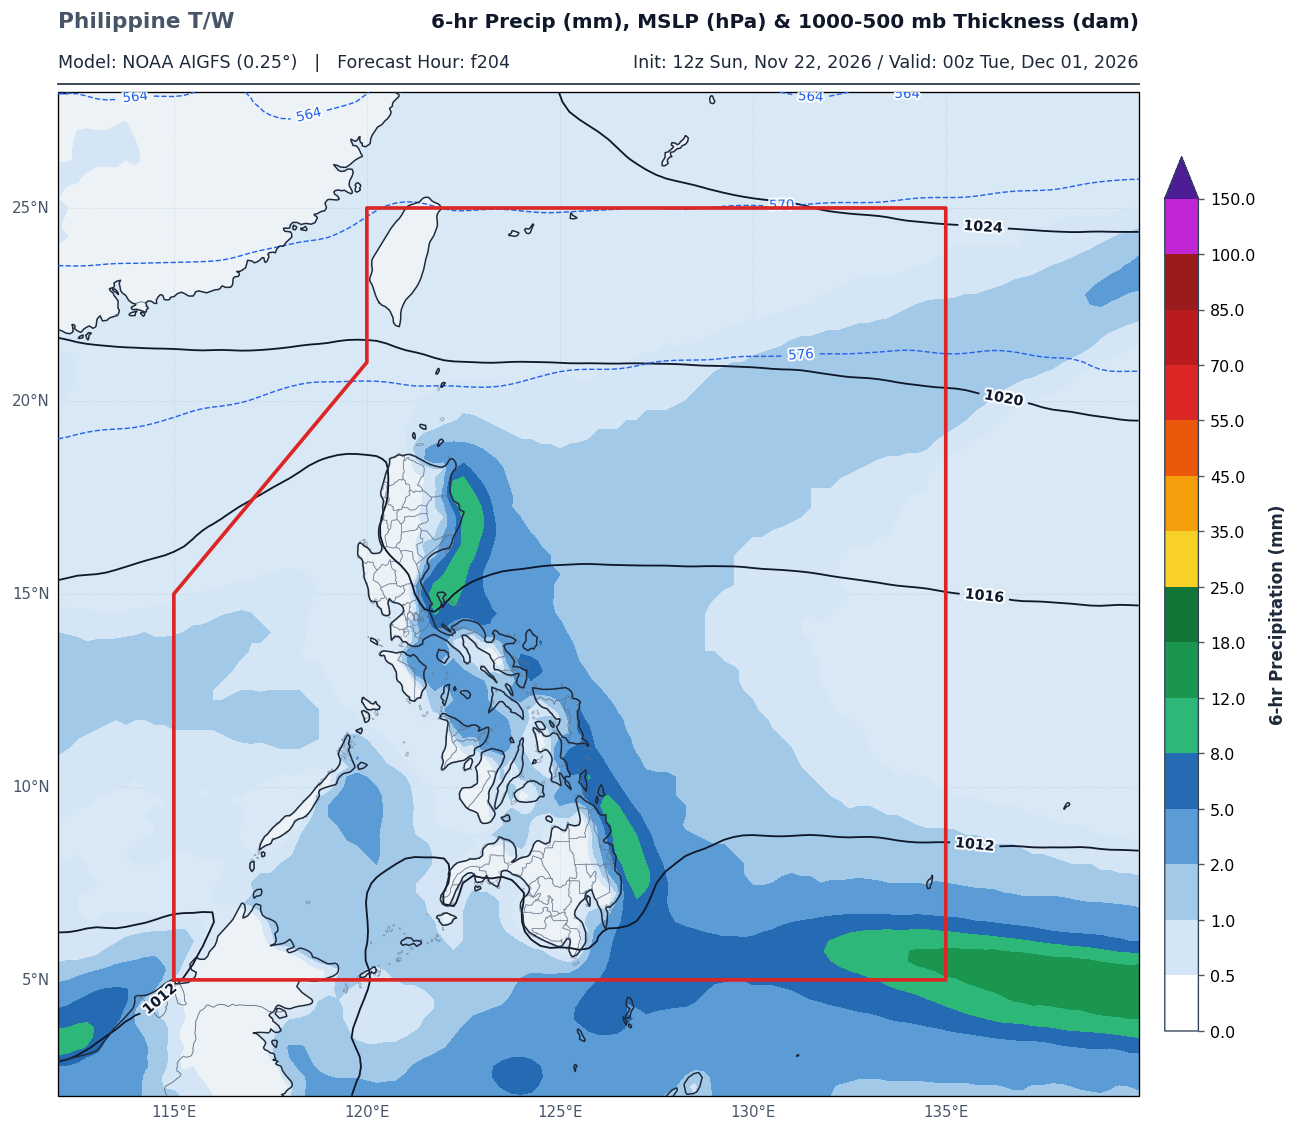 Philippine T/W
6-hr Precip (mm), MSLP (hPa) & 1000-500 mb Thickness (dam)
Model: NOAA AIGFS (0.25°) | Forecast Hour: f204
Init: 12z Sun, Nov 22, 2026 / Valid: 00z Tue, Dec 01, 2026
564
564
564
564
570
576
1024
1020
1016
1012
1012
25°N
20°N
15°N
10°N
5°N
115°E
120°E
125°E
130°E
135°E
150.0
100.0
85.0
70.0
55.0
45.0
35.0
25.0
18.0
12.0
8.0
5.0
2.0
1.0
0.5
0.0
6-hr Precipitation (mm)